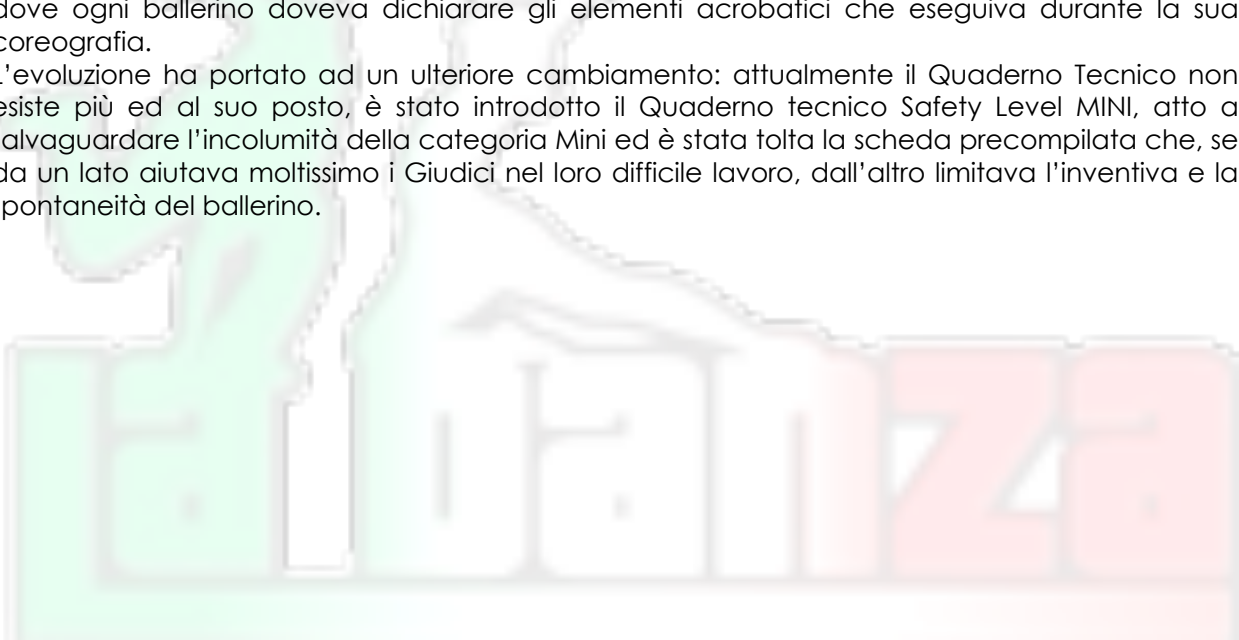 dove ogni ballerino doveva dichiarare gli elementi acrobatici che eseguiva durante la sua
coreografia.
L'evoluzione ha portato ad un ulteriore cambiamento: attualmente il Quaderno Tecnico non
esiste più ed al suo posto, è stato introdotto il Quaderno tecnico Safety Level MINI, atto a
salvaguardare l'incolumità della categoria Mini ed è stata tolta la scheda precompilata che, se
da un lato aiutava moltissimo i Giudici nel loro difficile lavoro, dall'altro limitava l'inventiva e la
spontaneità del ballerino.
la Danza